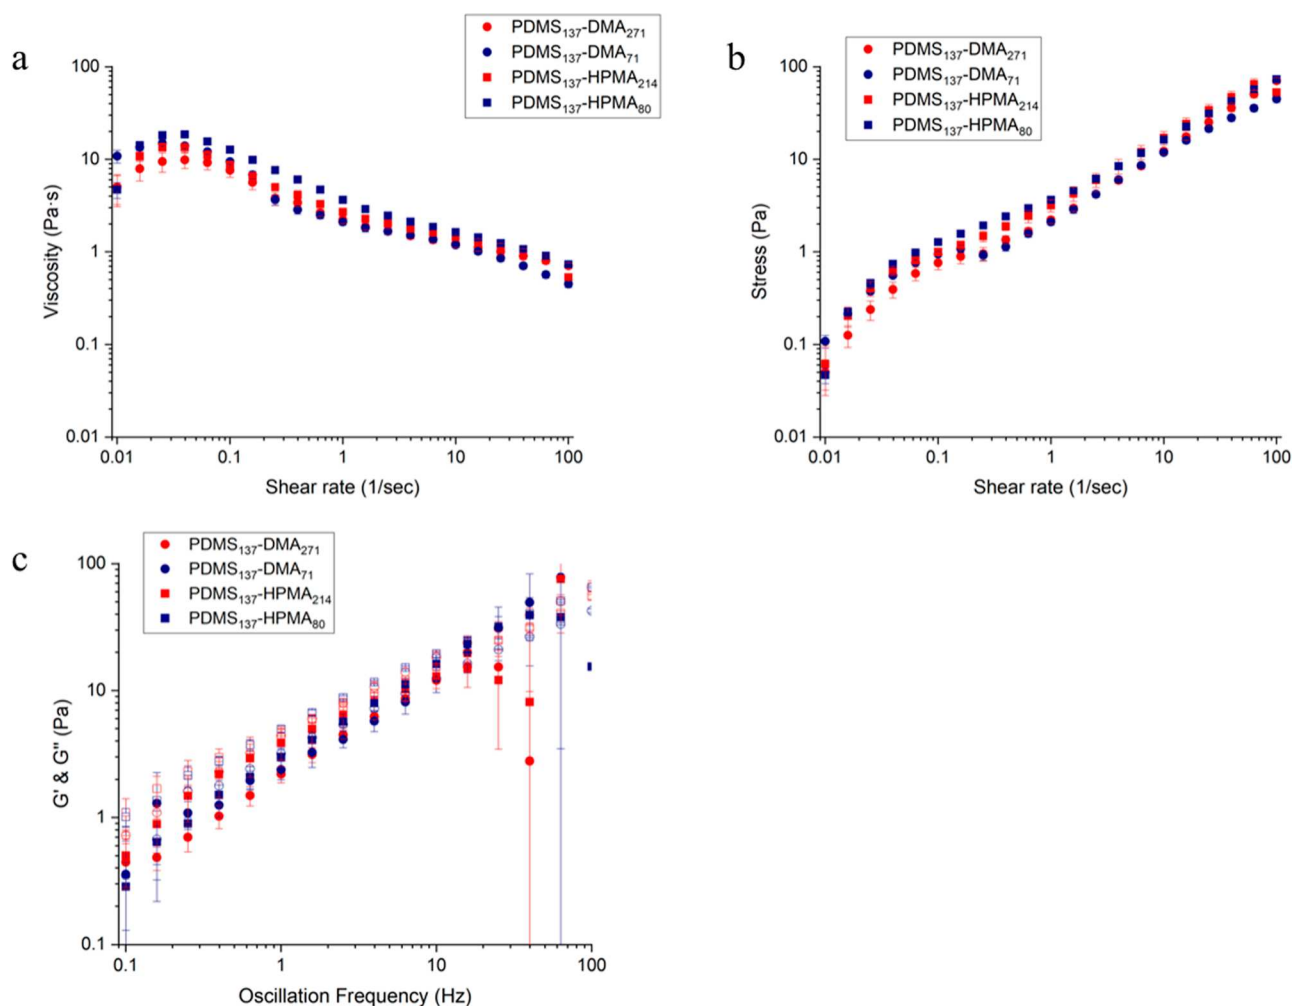 a
PDMS₁₃₇-DMA₂₇₁
PDMS₁₃₇-DMA₇₁
PDMS₁₃₇-HPMA₂₁₄
PDMS₁₃₇-HPMA₈₀
100
10
1
0.1
0.01
Viscosity (Pa·s)
0.01
0.1
1
10
100
Shear rate (1/sec)
b
PDMS₁₃₇-DMA₂₇₁
PDMS₁₃₇-DMA₇₁
PDMS₁₃₇-HPMA₂₁₄
PDMS₁₃₇-HPMA₈₀
100
10
1
0.1
0.01
Stress (Pa)
0.01
0.1
1
10
100
Shear rate (1/sec)
c
PDMS₁₃₇-DMA₂₇₁
PDMS₁₃₇-DMA₇₁
PDMS₁₃₇-HPMA₂₁₄
PDMS₁₃₇-HPMA₈₀
100
10
1
0.1
G' & G" (Pa)
0.1
1
10
100
Oscillation Frequency (Hz)